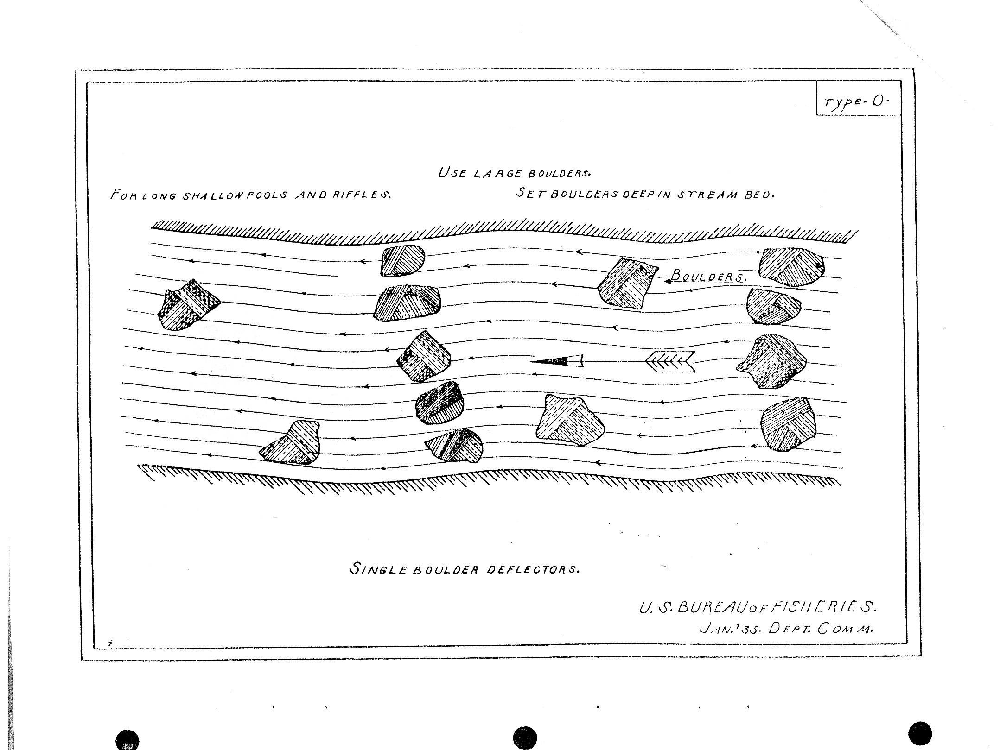 Type-O-
USE LARGE BOULDERS.
FOR LONG SHALLOW POOLS AND RIFFLES.
SET BOULDERS DEEP IN STREAM BED.
BOULDERS.
SINGLE BOULDER DEFLECTORS.
U.S. BUREAU OF FISHERIES.
JAN.'35. DEPT. COMM.